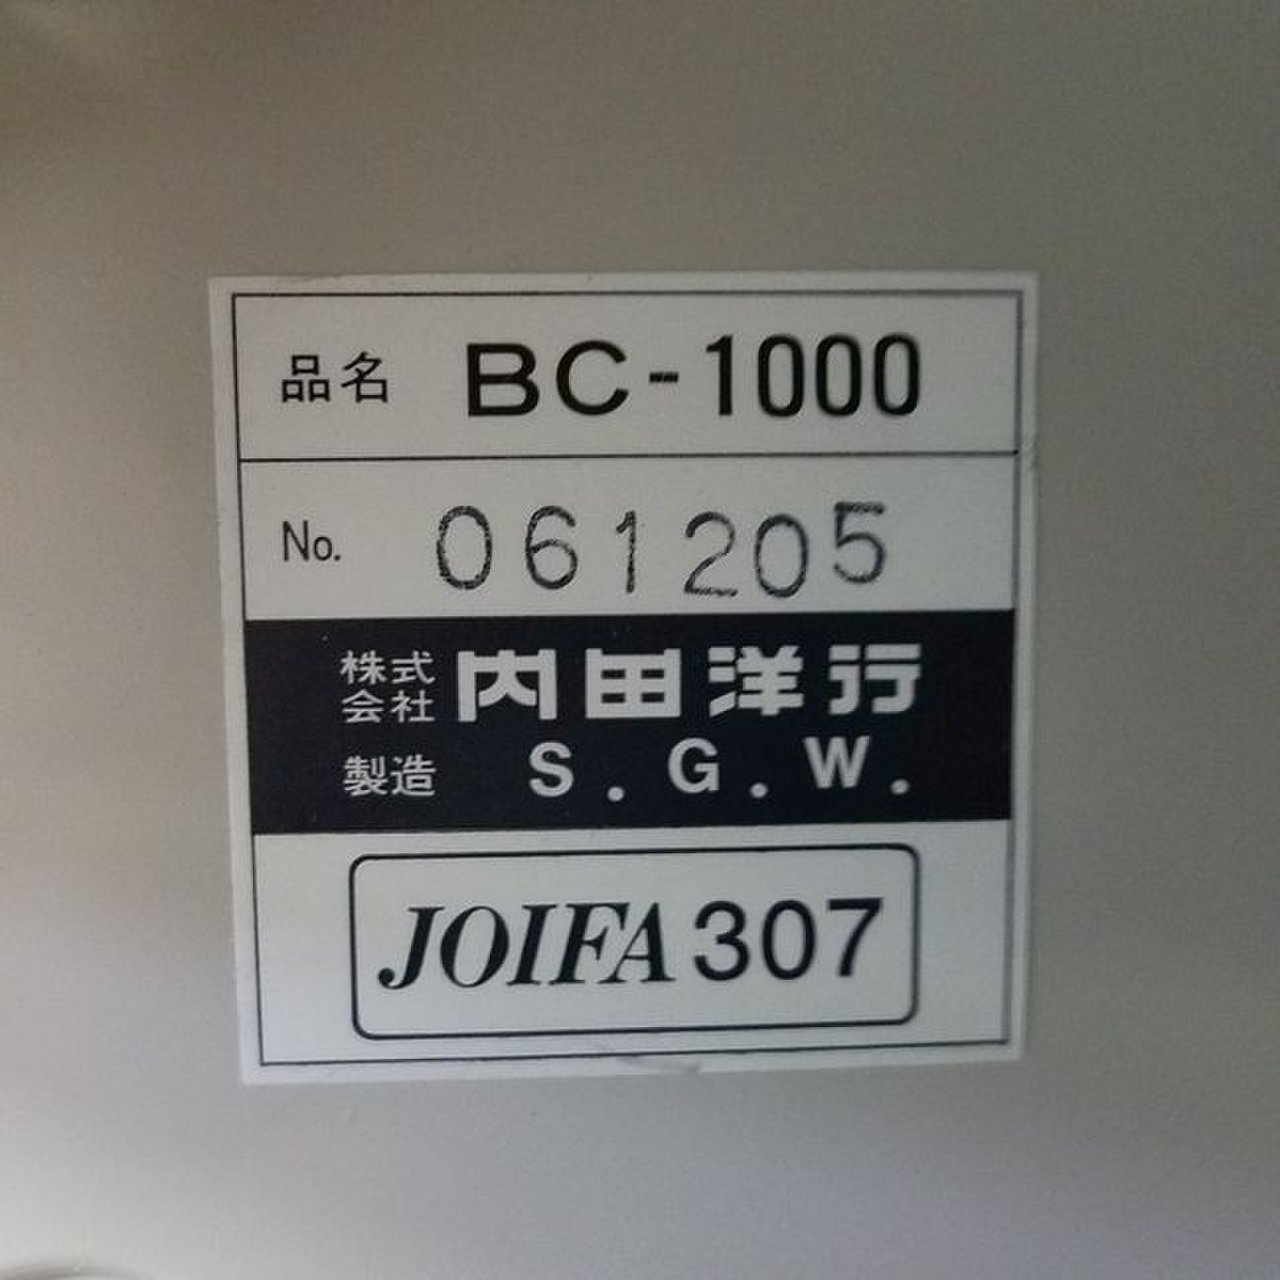 品名 BC-1000
No. 061205
株式会社 内田洋行
製造 S.G.W.
JOIFA 307